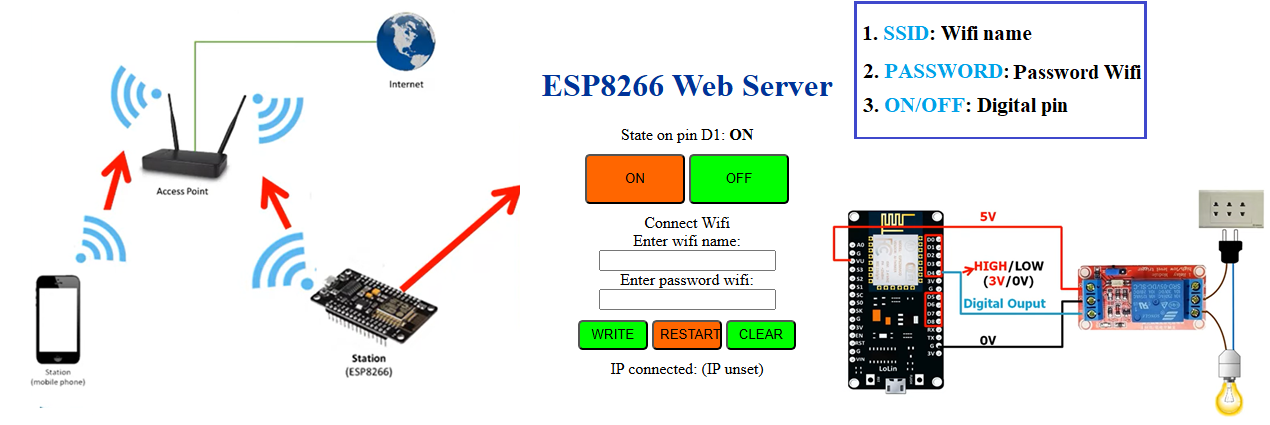 Internet
Access Point
Station
(mobile phone)
Station
(ESP8266)
ESP8266 Web Server
State on pin D1: ON
ON
OFF
Connect Wifi
Enter wifi name:
Enter password wifi:
WRITE
RESTART
CLEAR
IP connected: (IP unset)
1. SSID: Wifi name
2. PASSWORD: Password Wifi
3. ON/OFF: Digital pin
5V
HIGH/LOW
(3V/0V)
Digital Ouput
0V
A0
G
VU
S3
S2
S1
SC
S0
SK
G
3V
EN
RST
G
VIN
D0
D1
D2
D3
D4
3V
G
D5
D6
D7
D8
RX
TX
G
3V
LoLin